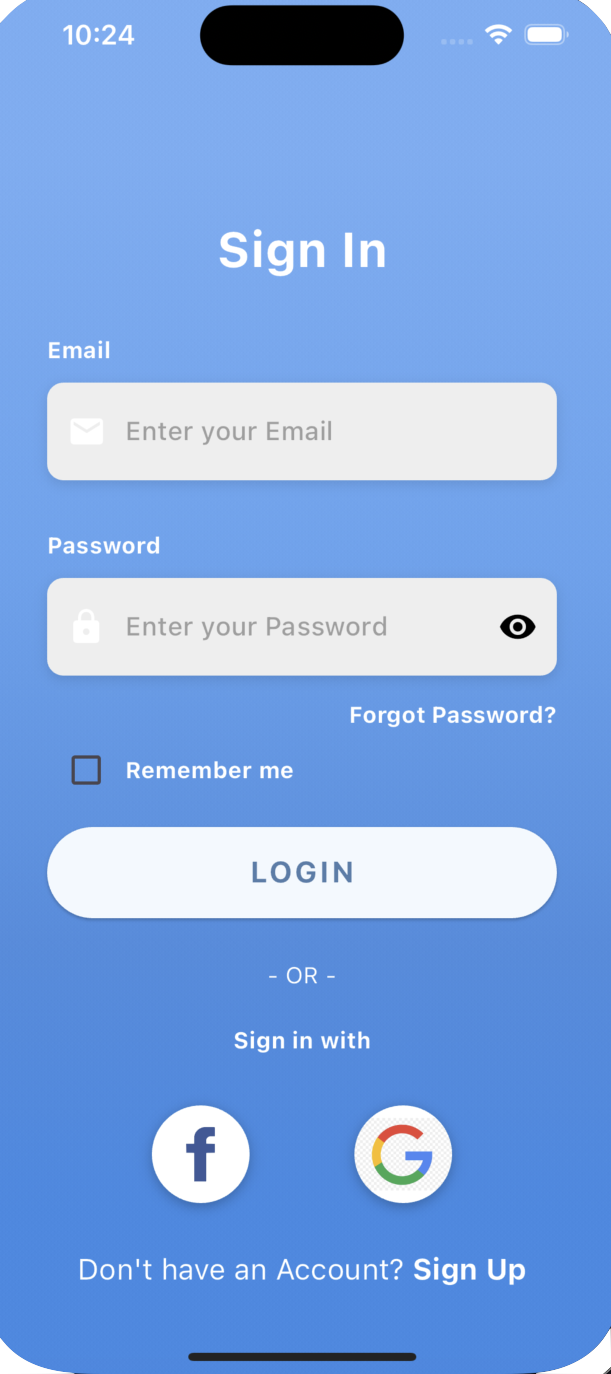 10:24
Sign In
Email
Enter your Email
Password
Enter your Password
Forgot Password?
Remember me
LOGIN
- OR -
Sign in with
f
G
Don't have an Account? Sign Up